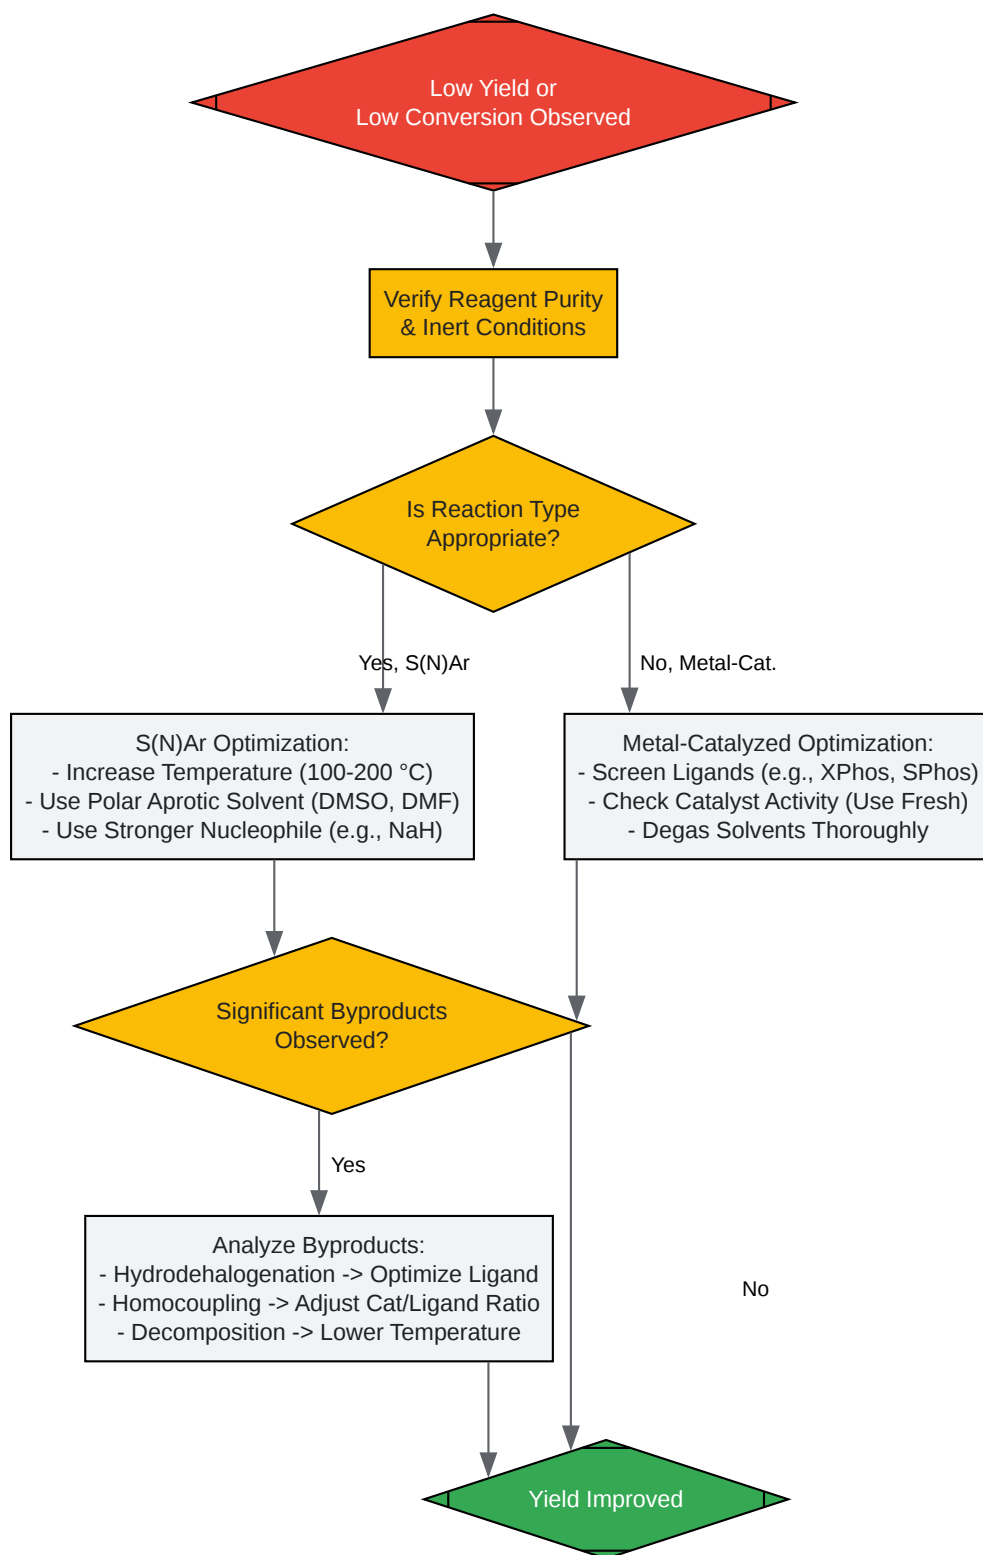 Low Yield or
Low Conversion Observed
Verify Reagent Purity
& Inert Conditions
Is Reaction Type
Appropriate?
Yes, S(N)Ar
No, Metal-Cat.
S(N)Ar Optimization:
- Increase Temperature (100-200 °C)
- Use Polar Aprotic Solvent (DMSO, DMF)
- Use Stronger Nucleophile (e.g., NaH)
Metal-Catalyzed Optimization:
- Screen Ligands (e.g., XPhos, SPhos)
- Check Catalyst Activity (Use Fresh)
- Degas Solvents Thoroughly
Significant Byproducts
Observed?
Yes
Analyze Byproducts:
- Hydrodehalogenation -> Optimize Ligand
- Homocoupling -> Adjust Cat/Ligand Ratio
- Decomposition -> Lower Temperature
No
Yield Improved